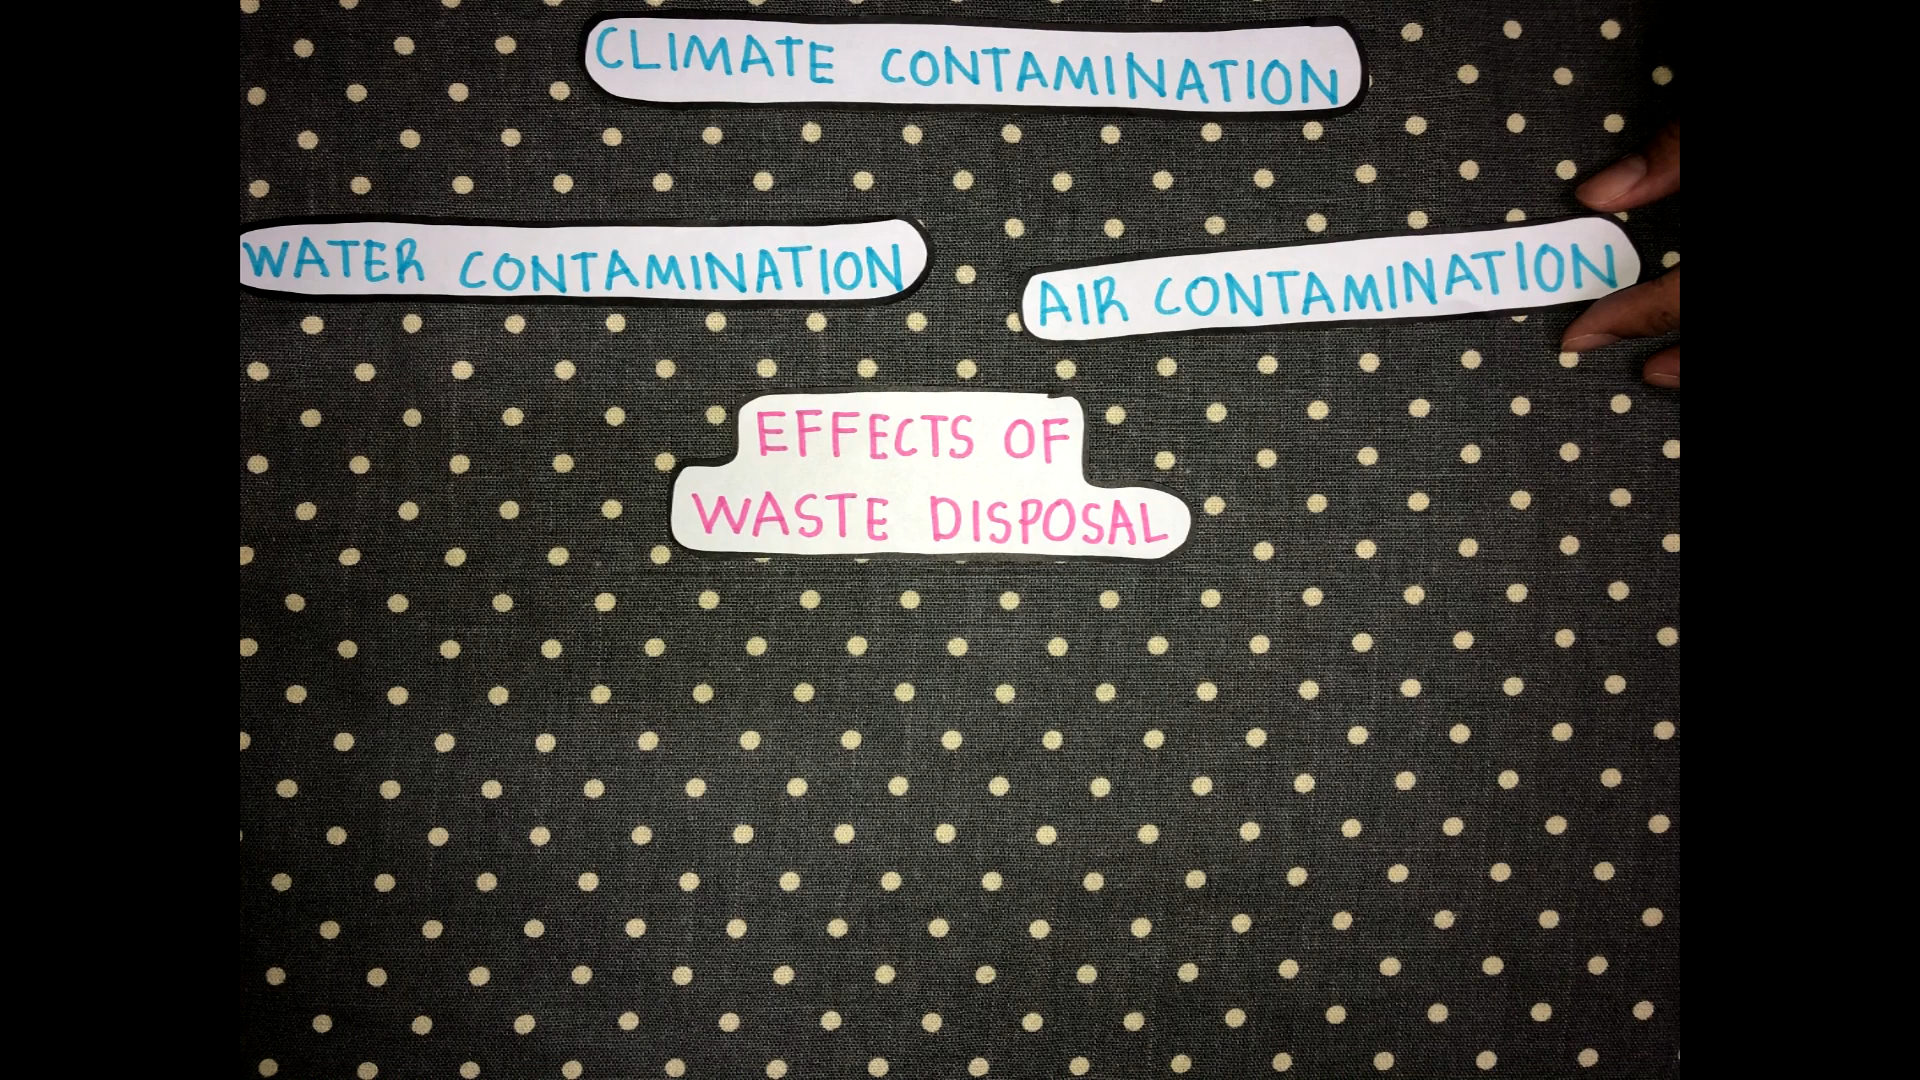 CLIMATE CONTAMINATION
WATER CONTAMINATION
AIR CONTAMINATION
EFFECTS OF
WASTE DISPOSAL